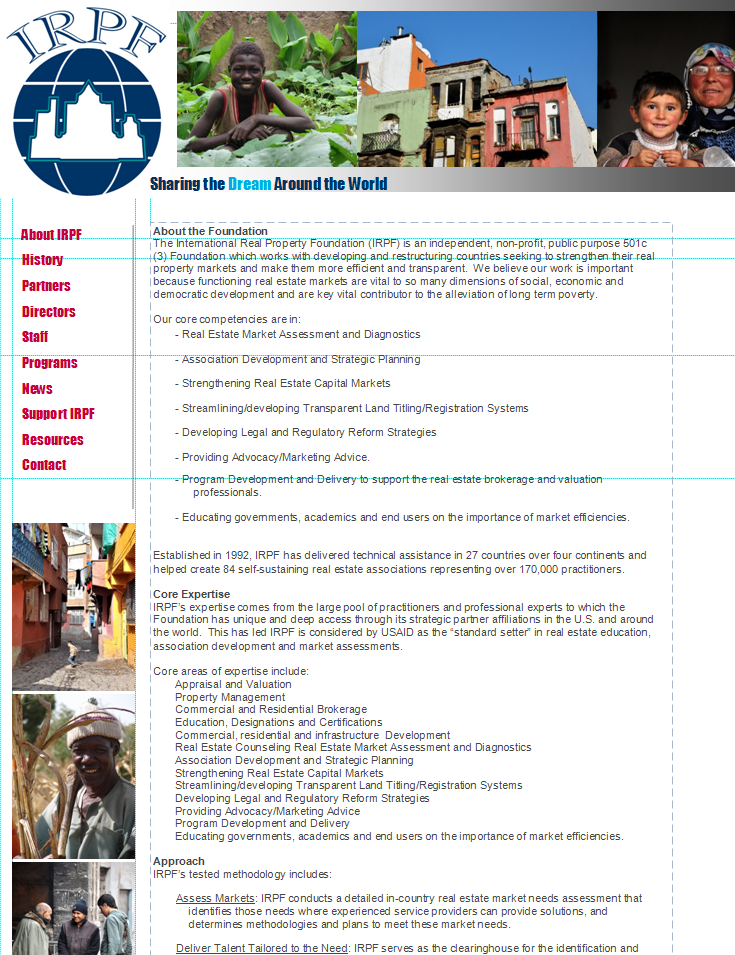 IRPF
Sharing the Dream Around the World
About IRPF
History
Partners
Directors
Staff
Programs
News
Support IRPF
Resources
Contact
About the Foundation
The International Real Property Foundation (IRPF) is an independent, non-profit, public purpose 501c
(3) Foundation which works with developing and restructuring countries seeking to strengthen their real
property markets and make them more efficient and transparent.  We believe our work is important
because functioning real estate markets are vital to so many dimensions of social, economic and
democratic development and are key vital contributor to the alleviation of long term poverty.
Our core competencies are in:
- Real Estate Market Assessment and Diagnostics
- Association Development and Strategic Planning
- Strengthening Real Estate Capital Markets
- Streamlining/developing Transparent Land Titling/Registration Systems
- Developing Legal and Regulatory Reform Strategies
- Providing Advocacy/Marketing Advice.
- Program Development and Delivery to support the real estate brokerage and valuation
professionals.
- Educating governments, academics and end users on the importance of market efficiencies.
Established in 1992, IRPF has delivered technical assistance in 27 countries over four continents and
helped create 84 self-sustaining real estate associations representing over 170,000 practitioners.
Core Expertise
IRPF's expertise comes from the large pool of practitioners and professional experts to which the
Foundation has unique and deep access through its strategic partner affiliations in the U.S. and around
the world.  This has led IRPF is considered by USAID as the “standard setter” in real estate education,
association development and market assessments.
Core areas of expertise include:
Appraisal and Valuation
Property Management
Commercial and Residential Brokerage
Education, Designations and Certifications
Commercial, residential and infrastructure  Development
Real Estate Counseling Real Estate Market Assessment and Diagnostics
Association Development and Strategic Planning
Strengthening Real Estate Capital Markets
Streamlining/developing Transparent Land Titling/Registration Systems
Developing Legal and Regulatory Reform Strategies
Providing Advocacy/Marketing Advice
Program Development and Delivery
Educating governments, academics and end users on the importance of market efficiencies.
Approach
IRPF's tested methodology includes:
Assess Markets: IRPF conducts a detailed in-country real estate market needs assessment that
identifies those needs where experienced service providers can provide solutions, and
determines methodologies and plans to meet these market needs.
Deliver Talent Tailored to the Need: IRPF serves as the clearinghouse for the identification and